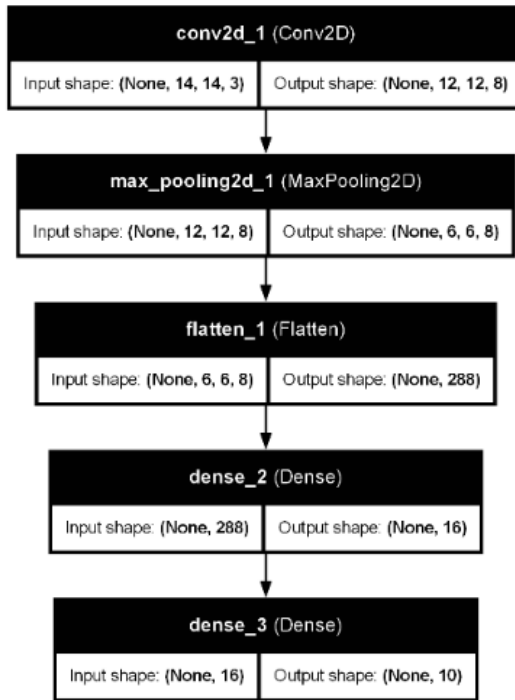 conv2d_1 (Conv2D)
Input shape: (None, 14, 14, 3) Output shape: (None, 12, 12, 8)
max_pooling2d_1 (MaxPooling2D)
Input shape: (None, 12, 12, 8) Output shape: (None, 6, 6, 8)
flatten_1 (Flatten)
Input shape: (None, 6, 6, 8) Output shape: (None, 288)
dense_2 (Dense)
Input shape: (None, 288) Output shape: (None, 16)
dense_3 (Dense)
Input shape: (None, 16) Output shape: (None, 10)